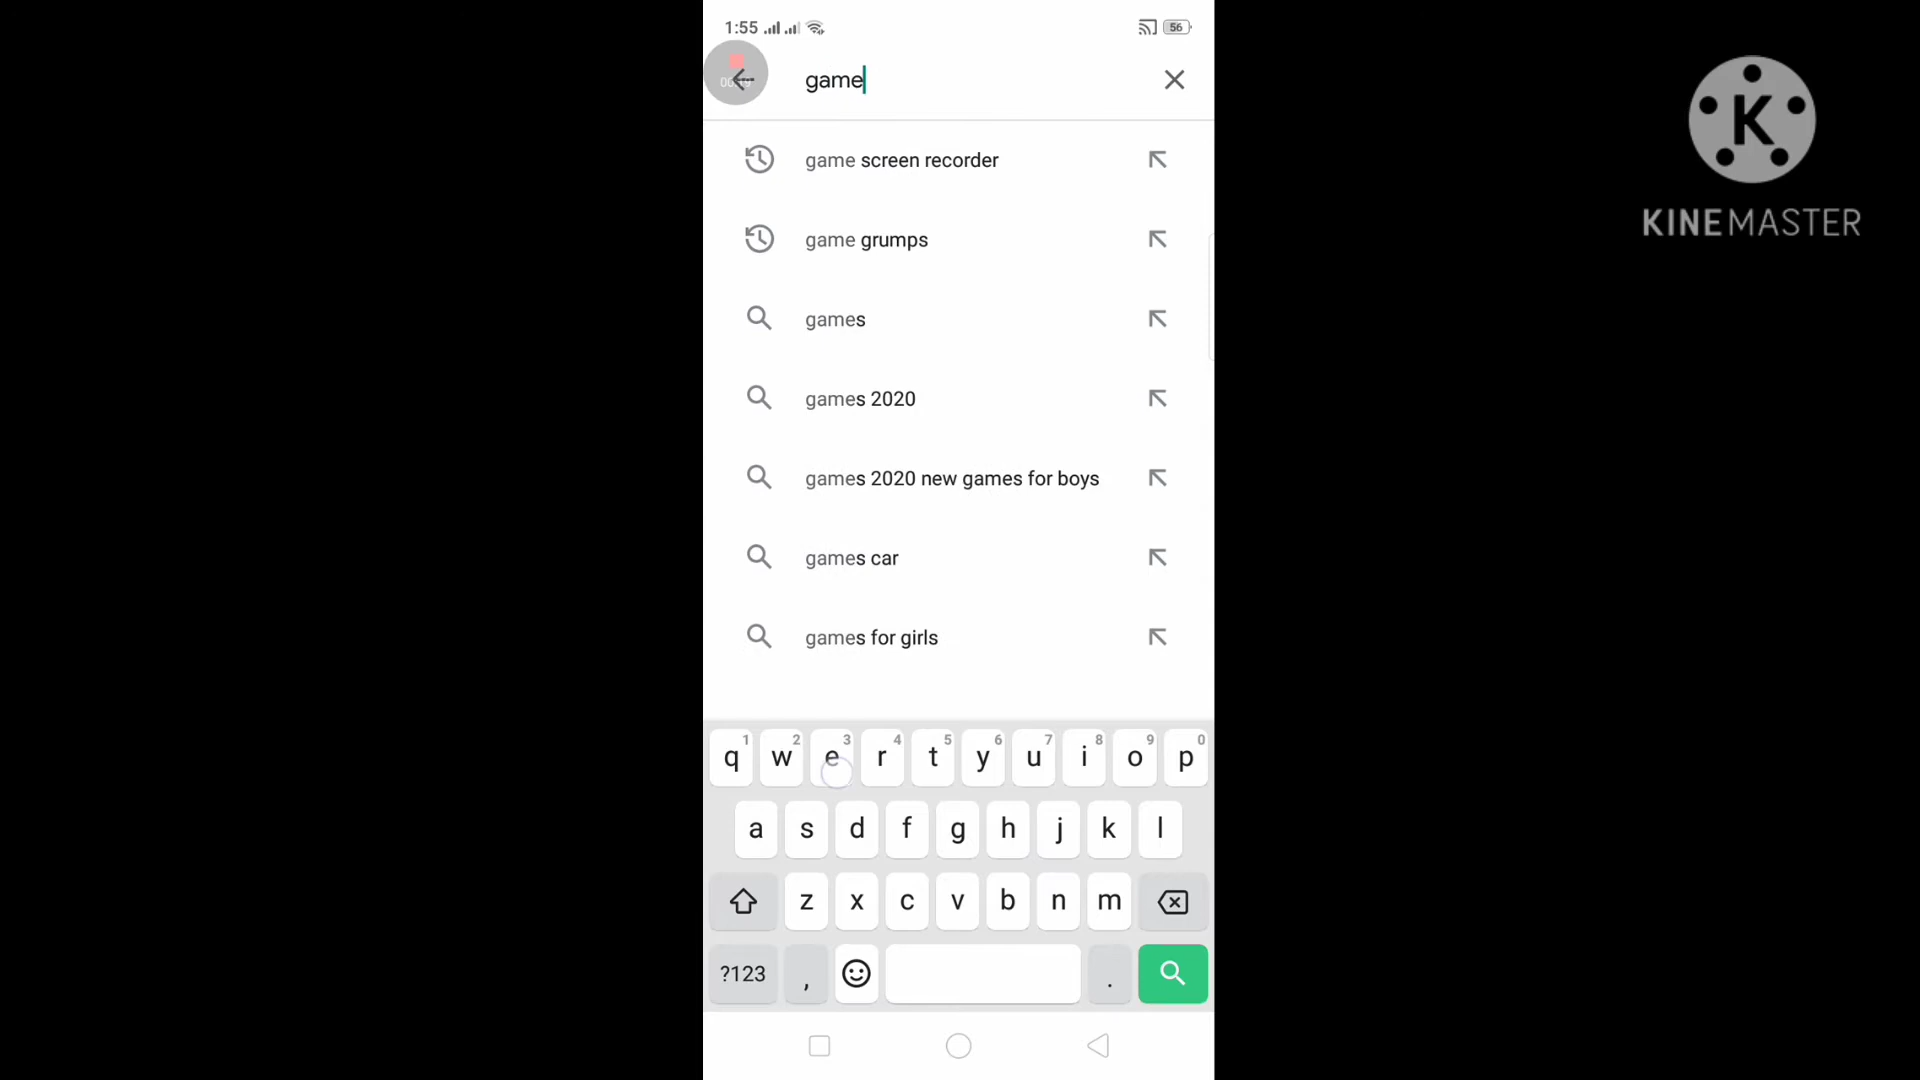 1:55
56
game
game screen recorder
game grumps
games
games 2020
games 2020 new games for boys
games car
games for girls
1 2 3 4 5 6 7 8 9 0
q w e r t y u i o p
a s d f g h j k l
z x c v b n m
?123 , .
K
KINEMASTER